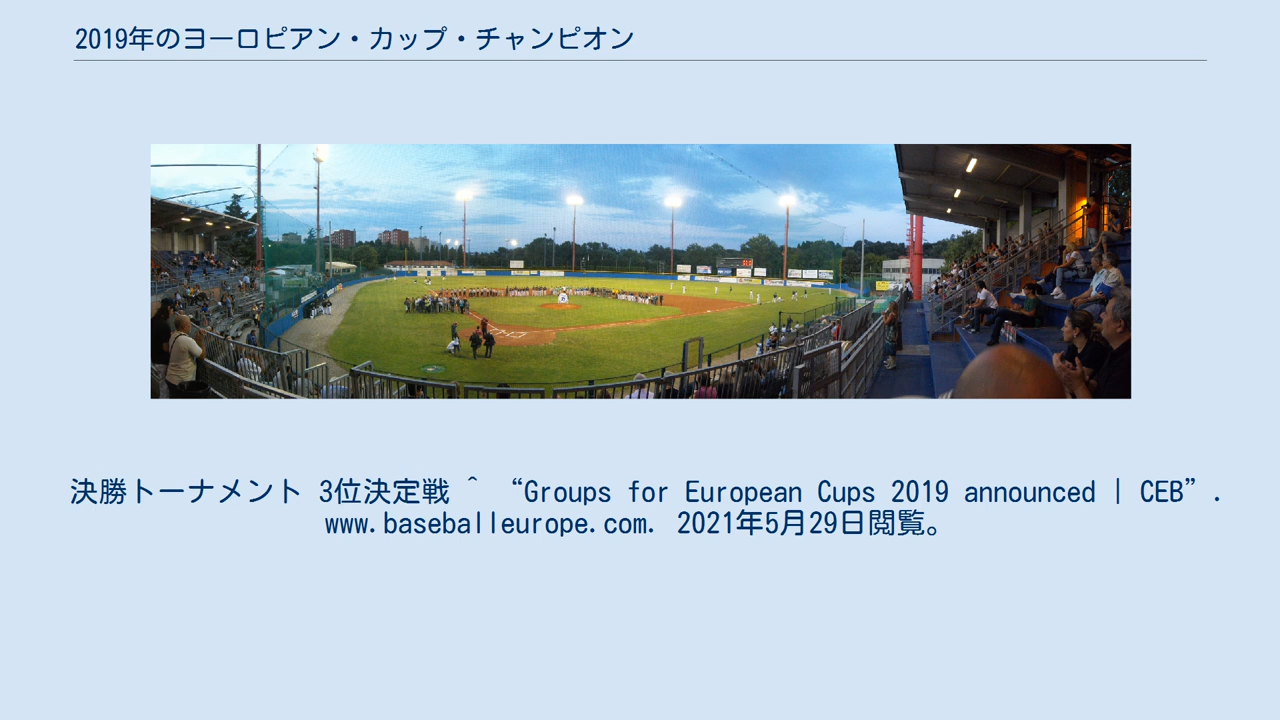 2019年のヨーロピアン・カップ・チャンピオン
決勝トーナメント 3位決定戦 ^ “Groups for European Cups 2019 announced | CEB”.
www.baseballeurope.com. 2021年5月29日閲覧。